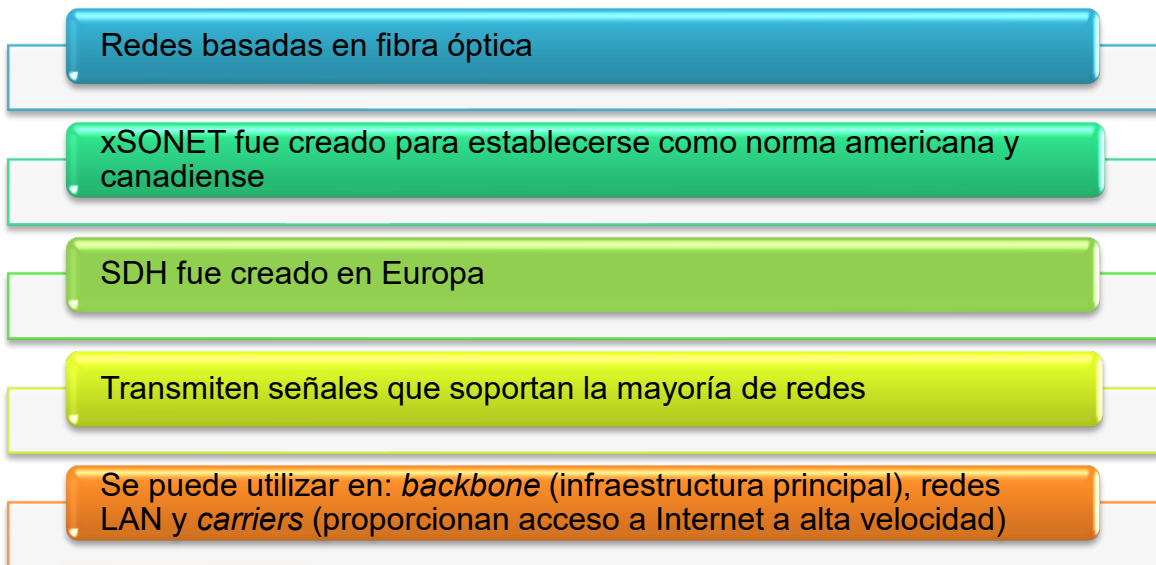 Redes basadas en fibra óptica
xSONET fue creado para establecerse como norma americana y
canadiense
SDH fue creado en Europa
Transmiten señales que soportan la mayoría de redes
Se puede utilizar en: backbone (infraestructura principal), redes
LAN y carriers (proporcionan acceso a Internet a alta velocidad)